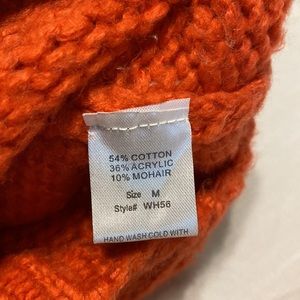 54% COTTON
36% ACRYLIC
10% MOHAIR
Size M
Style# WH56
HAND WASH COLD WITH